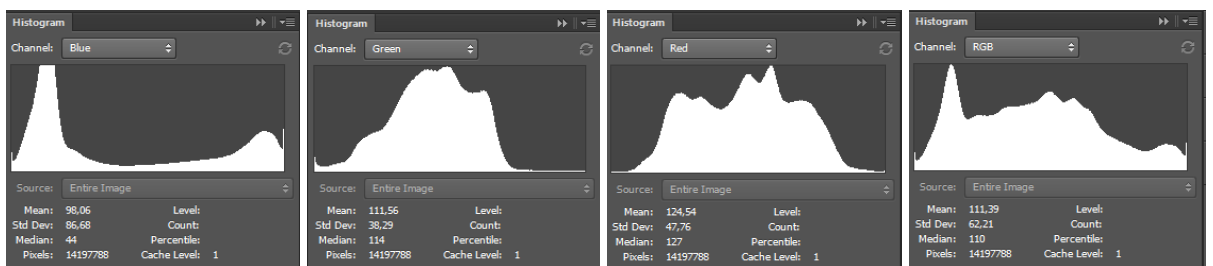 Histogram
Channel: Blue
Source: Entire Image
Mean: 98,06 Level:
Std Dev: 86,68 Count:
Median: 44 Percentile:
Pixels: 14197788 Cache Level: 1
Histogram
Channel: Green
Source: Entire Image
Mean: 111,56 Level:
Std Dev: 38,29 Count:
Median: 114 Percentile:
Pixels: 14197788 Cache Level: 1
Histogram
Channel: Red
Source: Entire Image
Mean: 124,54 Level:
Std Dev: 47,76 Count:
Median: 127 Percentile:
Pixels: 14197788 Cache Level: 1
Histogram
Channel: RGB
Source: Entire Image
Mean: 111,39 Level:
Std Dev: 62,21 Count:
Median: 110 Percentile:
Pixels: 14197788 Cache Level: 1